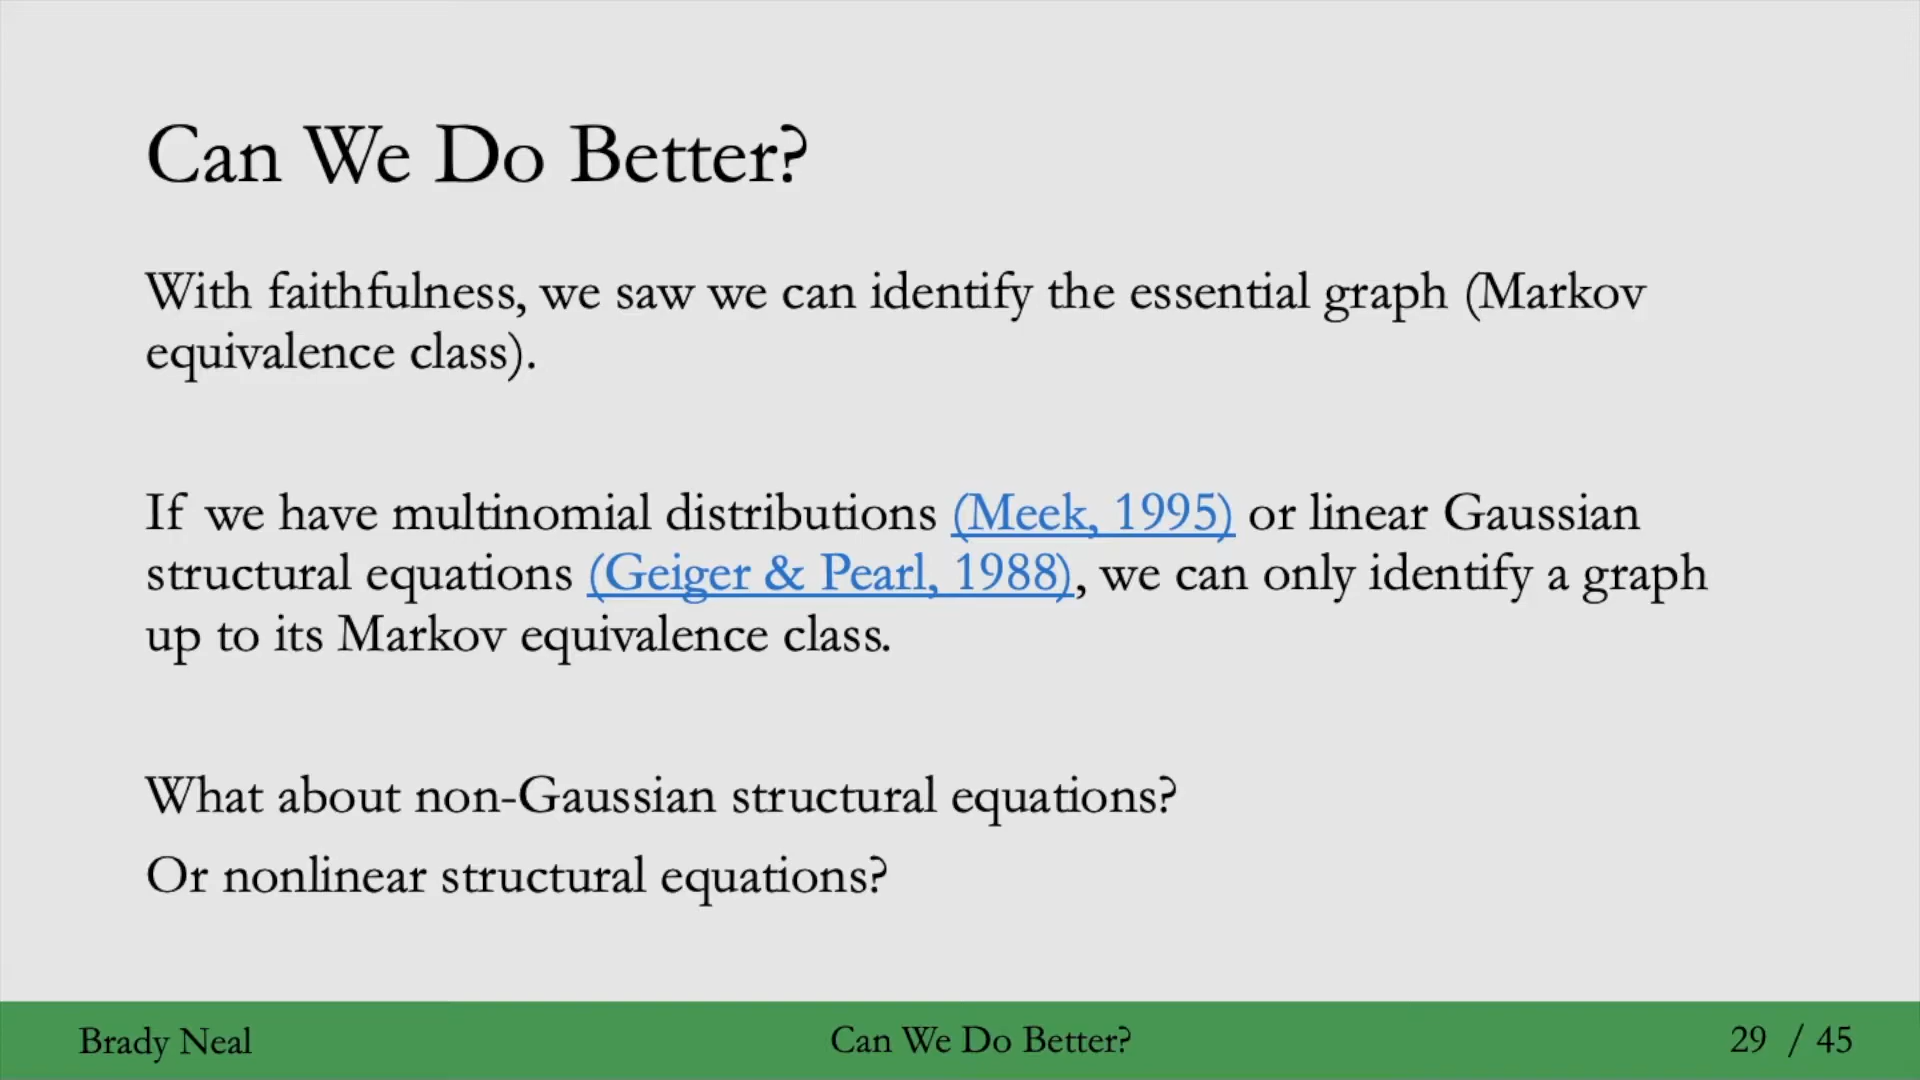 Can We Do Better?
With faithfulness, we saw we can identify the essential graph (Markov
equivalence class).
If we have multinomial distributions (Meek, 1995) or linear Gaussian
structural equations (Geiger & Pearl, 1988), we can only identify a graph
up to its Markov equivalence class.
What about non-Gaussian structural equations?
Or nonlinear structural equations?
Brady Neal
Can We Do Better?
29 / 45